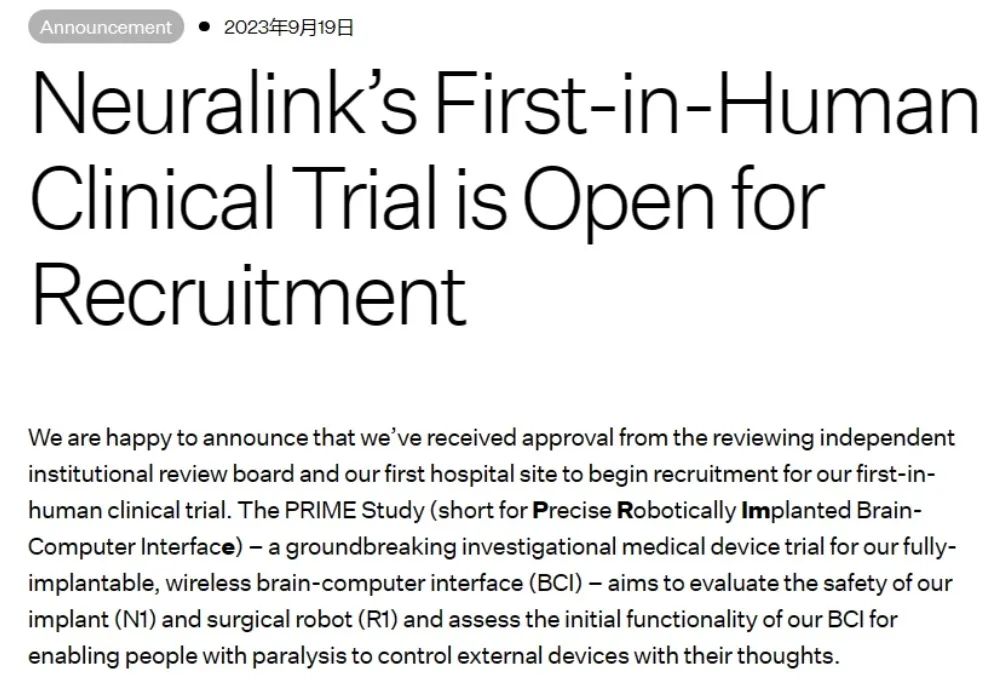 Announcement ● 2023年9月19日
Neuralink’s First-in-Human
Clinical Trial is Open for
Recruitment
We are happy to announce that we’ve received approval from the reviewing independent
institutional review board and our first hospital site to begin recruitment for our first-in-
human clinical trial. The PRIME Study (short for Precise Robotically Implanted Brain-
Computer Interface) – a groundbreaking investigational medical device trial for our fully-
implantable, wireless brain-computer interface (BCI) – aims to evaluate the safety of our
implant (N1) and surgical robot (R1) and assess the initial functionality of our BCI for
enabling people with paralysis to control external devices with their thoughts.